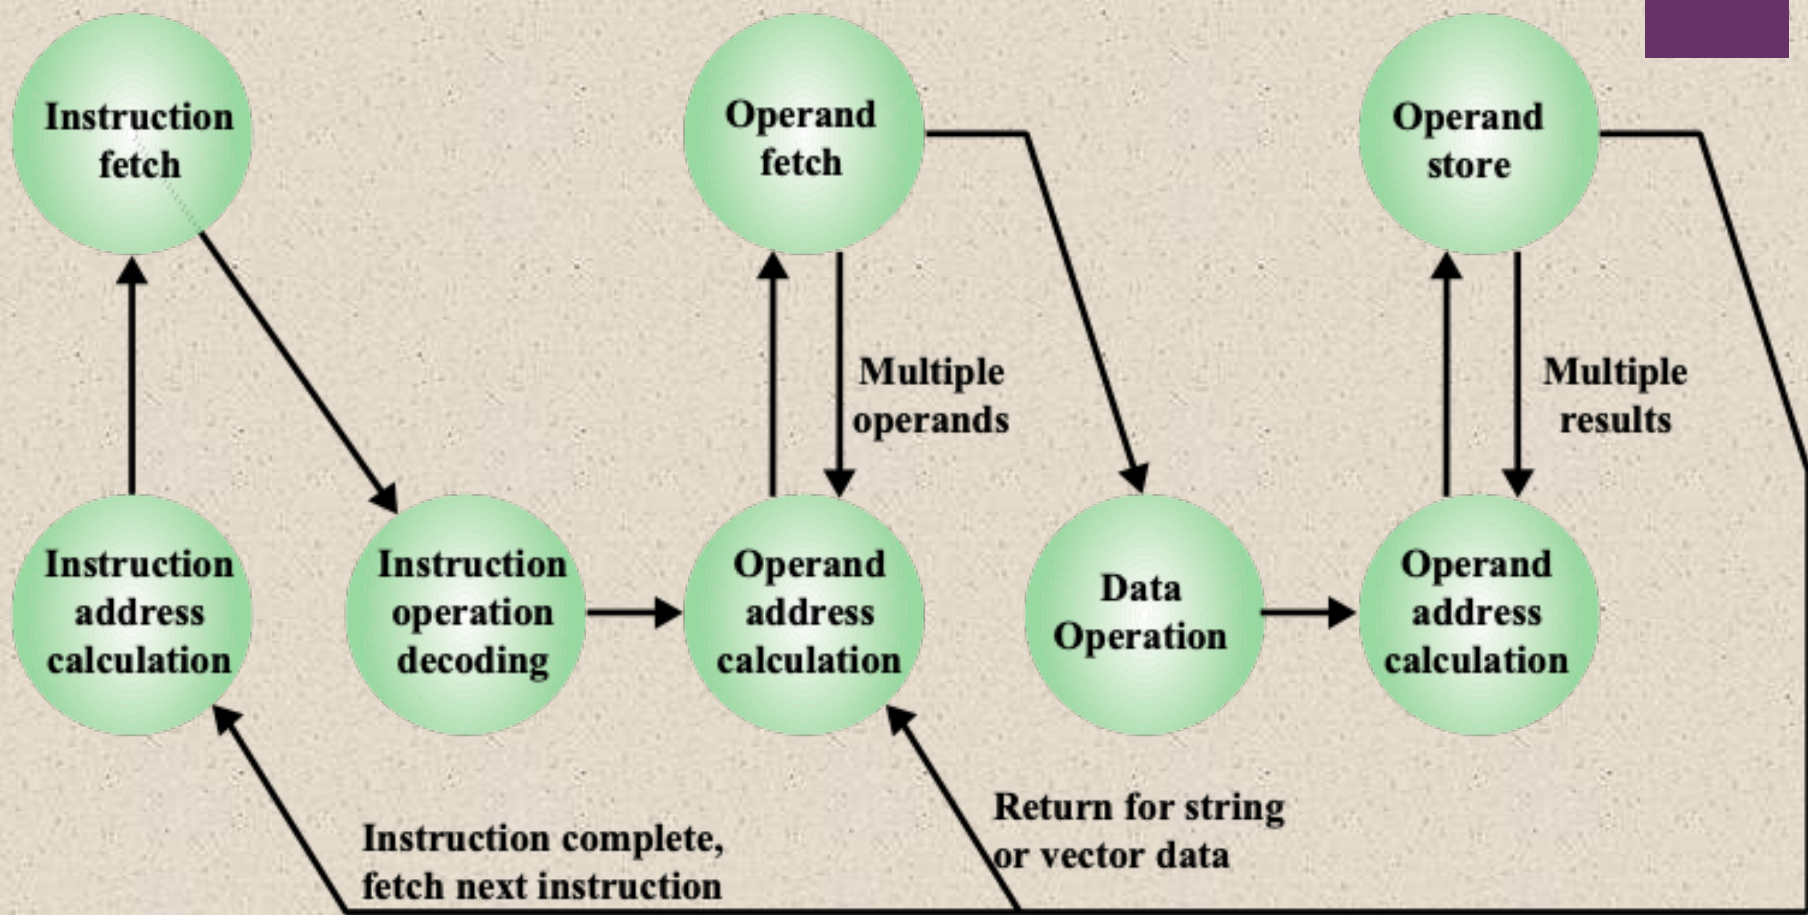 Instruction
fetch
Operand
fetch
Operand
store
Multiple
operands
Multiple
results
Instruction
address
calculation
Instruction
operation
decoding
Operand
address
calculation
Data
Operation
Operand
address
calculation
Instruction complete,
fetch next instruction
Return for string
or vector data